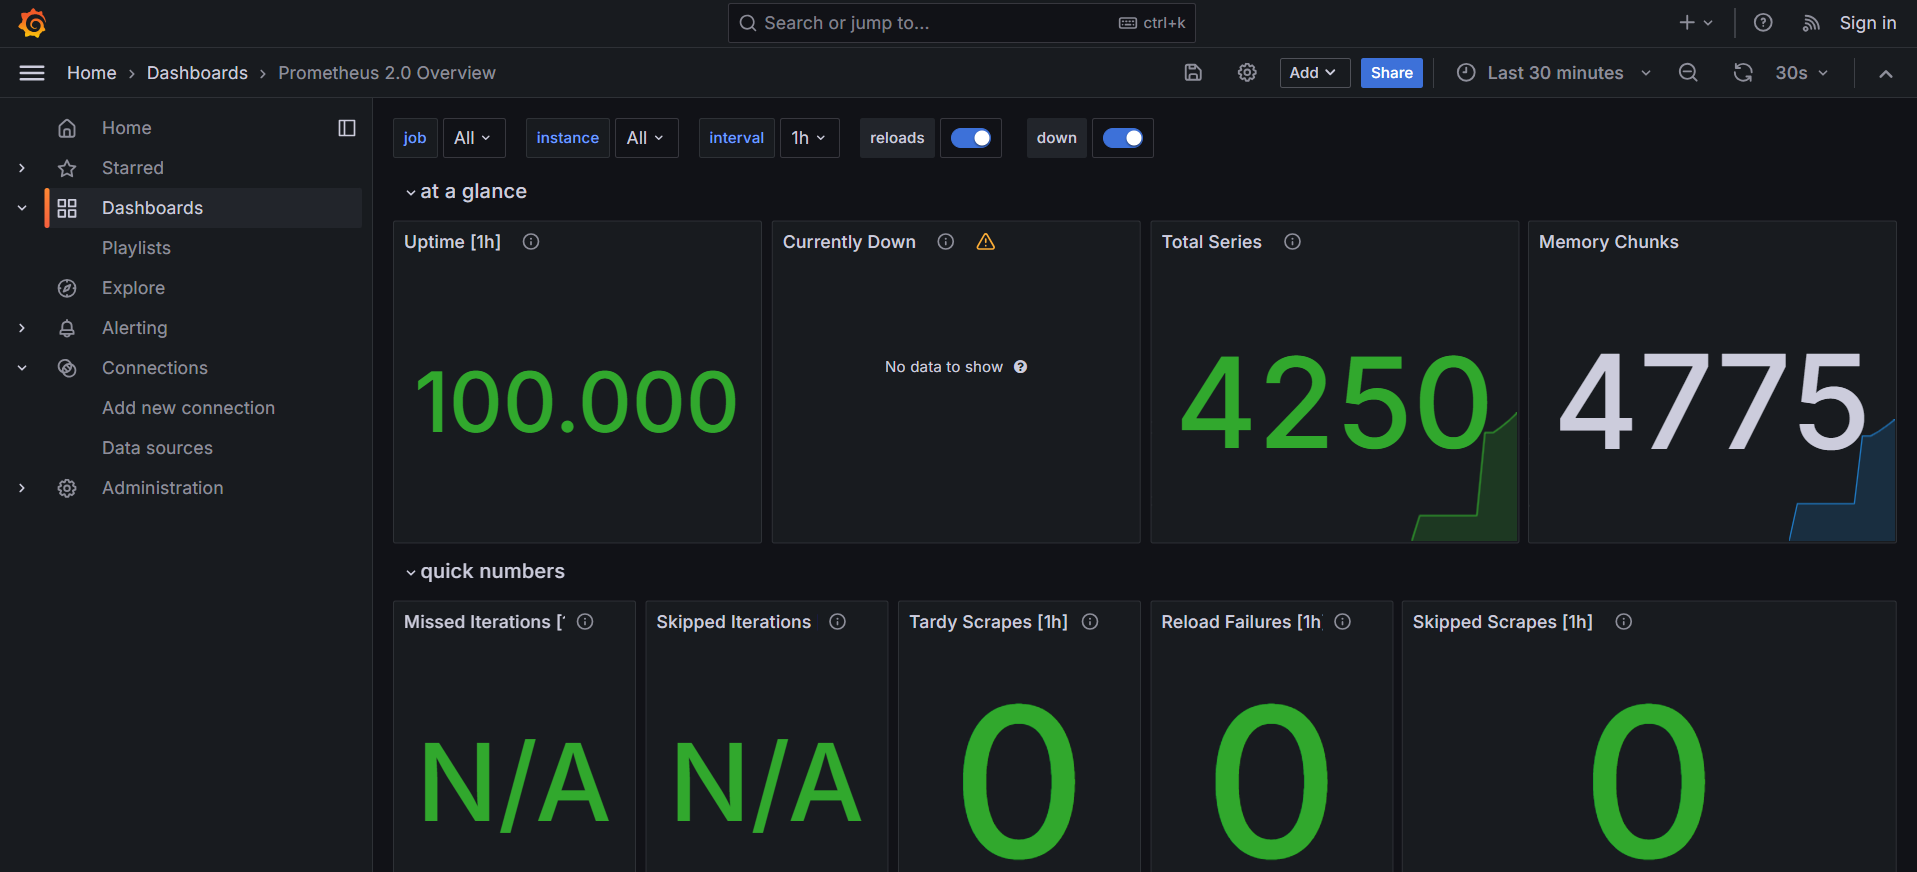 Search or jump to... ctrl+k Sign in
Home › Dashboards › Prometheus 2.0 Overview Add Share Last 30 minutes 30s
Home
Starred
Dashboards
Playlists
Explore
Alerting
Connections
Add new connection
Data sources
Administration
job All instance All interval 1h reloads down
at a glance
Uptime [1h]
100.000
Currently Down
No data to show
Total Series
4250
Memory Chunks
4775
quick numbers
Missed Iterations [
N/A
Skipped Iterations
N/A
Tardy Scrapes [1h]
0
Reload Failures [1h
0
Skipped Scrapes [1h]
0